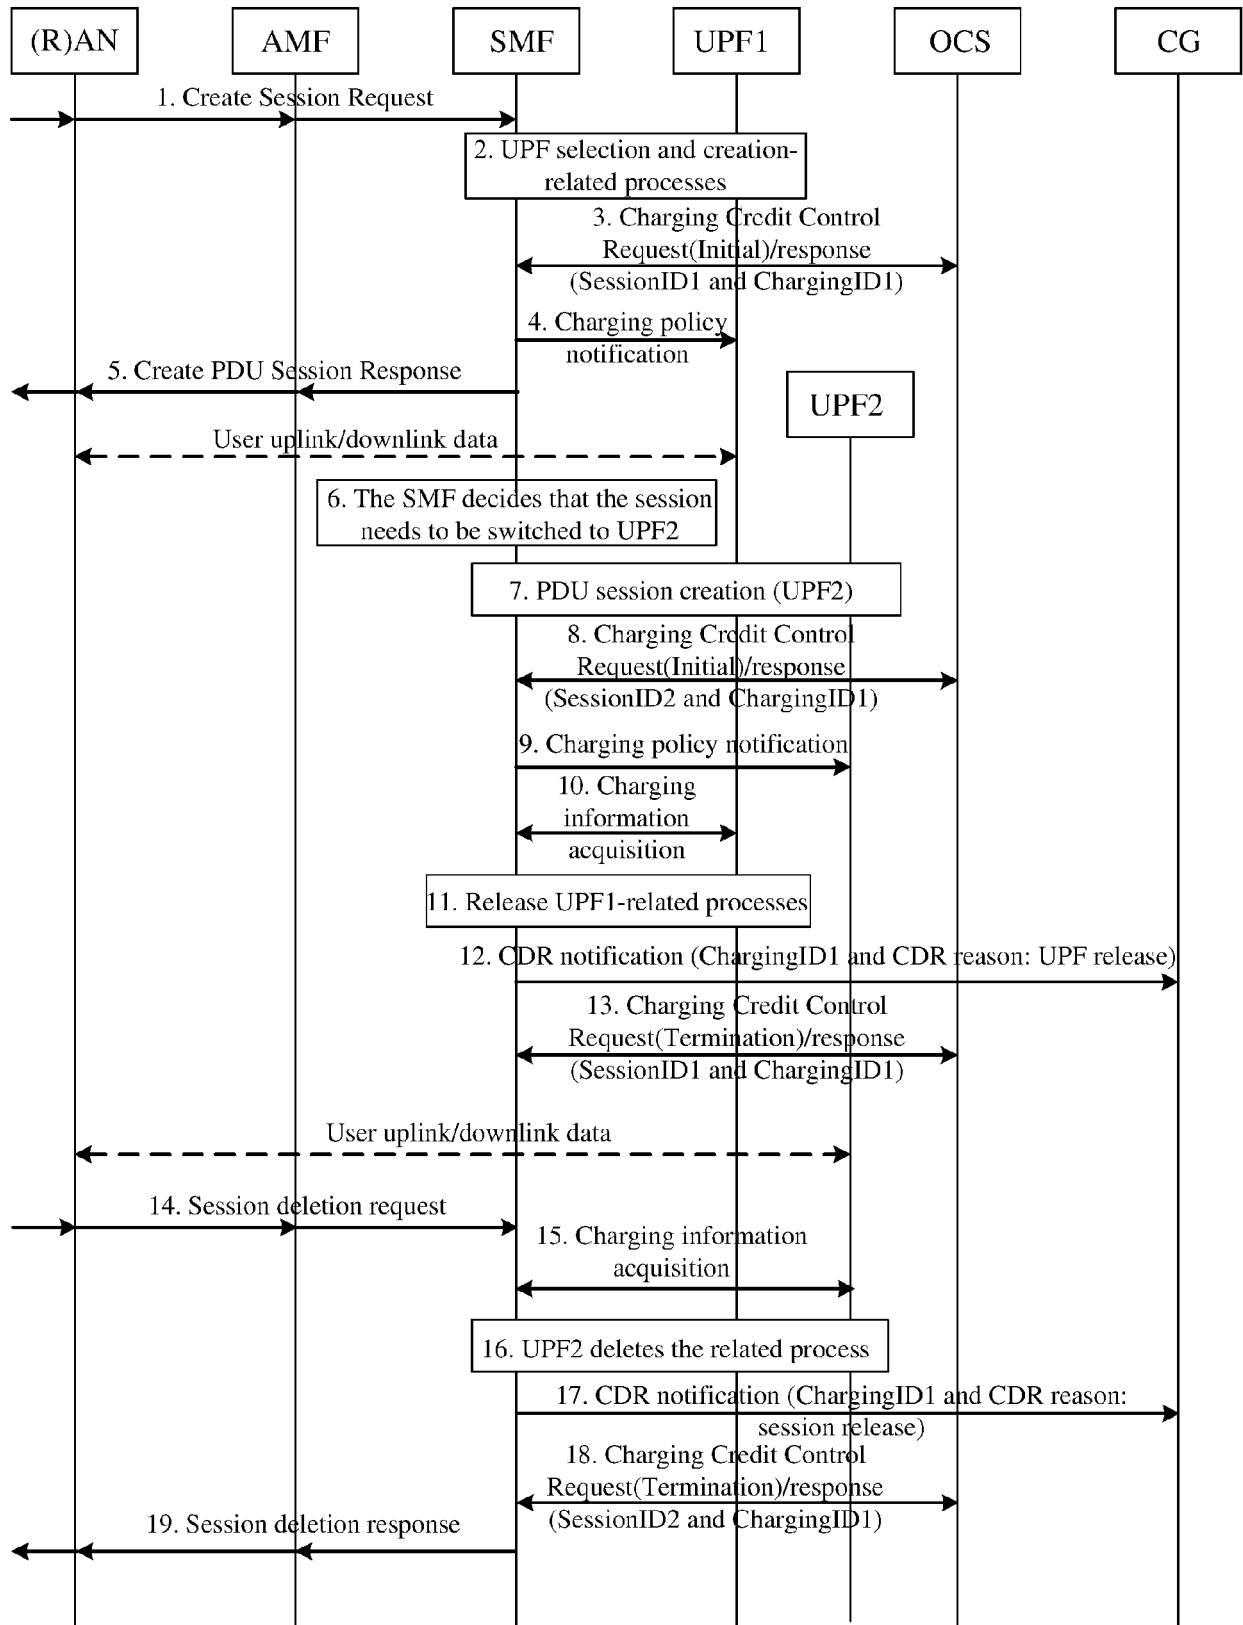 (R)AN
AMF
SMF
UPF1
OCS
CG
1. Create Session Request
2. UPF selection and creation-
related processes
3. Charging Credit Control
Request(Initial)/response
(SessionID1 and ChargingID1)
4. Charging policy
notification
5. Create PDU Session Response
UPF2
User uplink/downlink data
6. The SMF decides that the session
needs to be switched to UPF2
7. PDU session creation (UPF2)
8. Charging Credit Control
Request(Initial)/response
(SessionID2 and ChargingID1)
9. Charging policy notification
10. Charging
information
acquisition
11. Release UPF1-related processes
12. CDR notification (ChargingID1 and CDR reason: UPF release)
13. Charging Credit Control
Request(Termination)/response
(SessionID1 and ChargingID1)
User uplink/downlink data
14. Session deletion request
15. Charging information
acquisition
16. UPF2 deletes the related process
17. CDR notification (ChargingID1 and CDR reason:
session release)
18. Charging Credit Control
Request(Termination)/response
(SessionID2 and ChargingID1)
19. Session deletion response